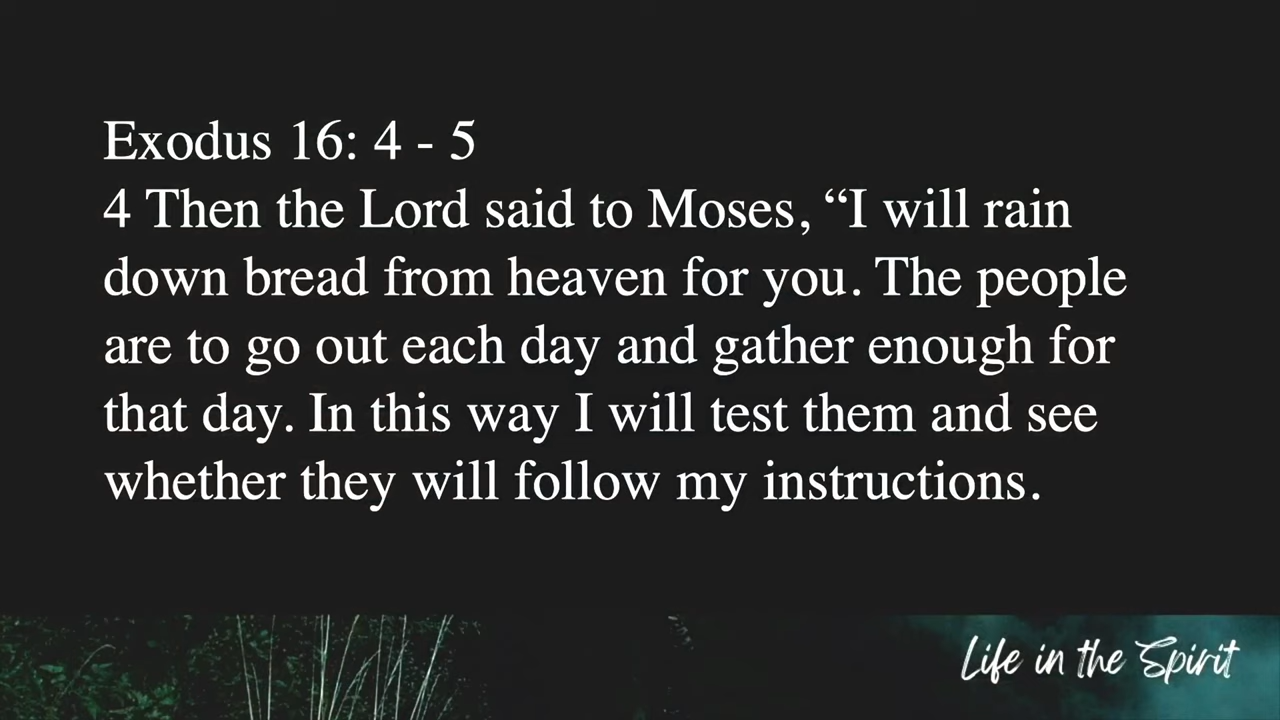 Exodus 16: 4 - 5
4 Then the Lord said to Moses, “I will rain
down bread from heaven for you. The people
are to go out each day and gather enough for
that day. In this way I will test them and see
whether they will follow my instructions.
Life in the Spirit